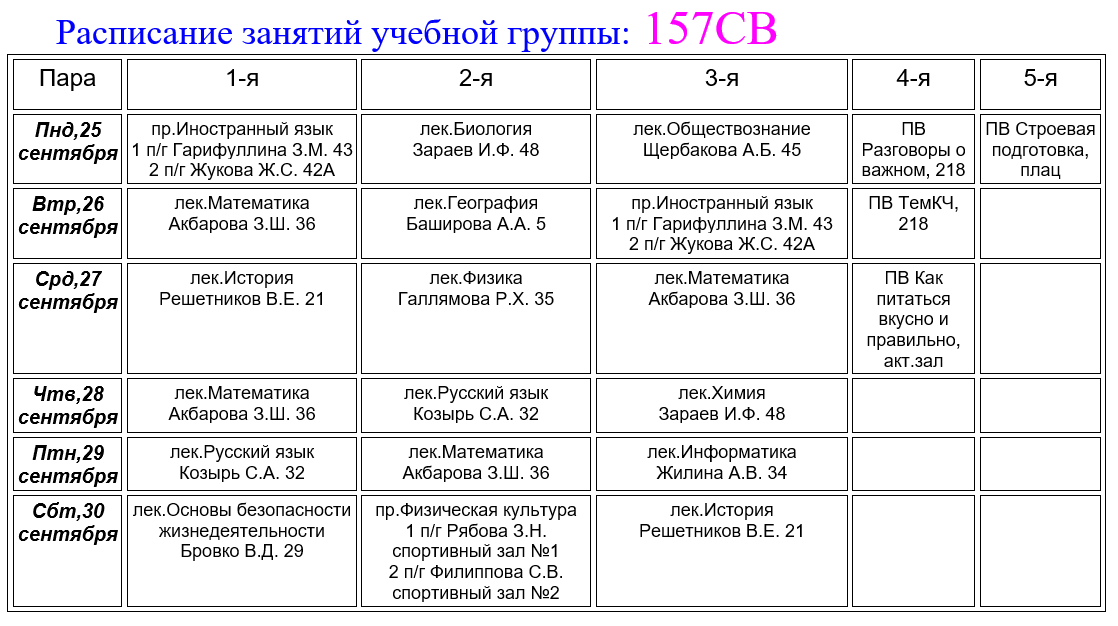 Расписание занятий учебной группы: 157СВ
Пара
1-я
2-я
3-я
4-я
5-я
Пнд,25
сентября
пр.Иностранный язык
1 п/г Гарифуллина З.М. 43
2 п/г Жукова Ж.С. 42А
лек.Биология
Зараев И.Ф. 48
лек.Обществознание
Щербакова А.Б. 45
ПВ
Разговоры о
важном, 218
ПВ Строевая
подготовка,
плац
Втр,26
сентября
лек.Математика
Акбарова З.Ш. 36
лек.География
Баширова А.А. 5
пр.Иностранный язык
1 п/г Гарифуллина З.М. 43
2 п/г Жукова Ж.С. 42А
ПВ ТемКЧ,
218
Срд,27
сентября
лек.История
Решетников В.Е. 21
лек.Физика
Галлямова Р.Х. 35
лек.Математика
Акбарова З.Ш. 36
ПВ Как
питаться
вкусно и
правильно,
акт.зал
Чтв,28
сентября
лек.Математика
Акбарова З.Ш. 36
лек.Русский язык
Козырь С.А. 32
лек.Химия
Зараев И.Ф. 48
Птн,29
сентября
лек.Русский язык
Козырь С.А. 32
лек.Математика
Акбарова З.Ш. 36
лек.Информатика
Жилина А.В. 34
Сбт,30
сентября
лек.Основы безопасности
жизнедеятельности
Бровко В.Д. 29
пр.Физическая культура
1 п/г Рябова З.Н.
спортивный зал №1
2 п/г Филиппова С.В.
спортивный зал №2
лек.История
Решетников В.Е. 21